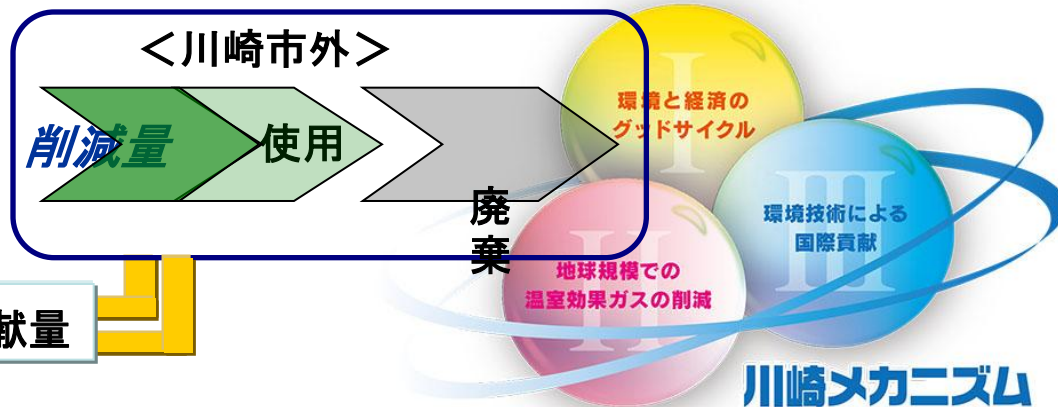 <川崎市外>
削減量
使用
廃
棄
献量
I
環境と経済の
グッドサイクル
II
地球規模での
温室効果ガスの削減
III
環境技術による
国際貢献
川崎メカニズム